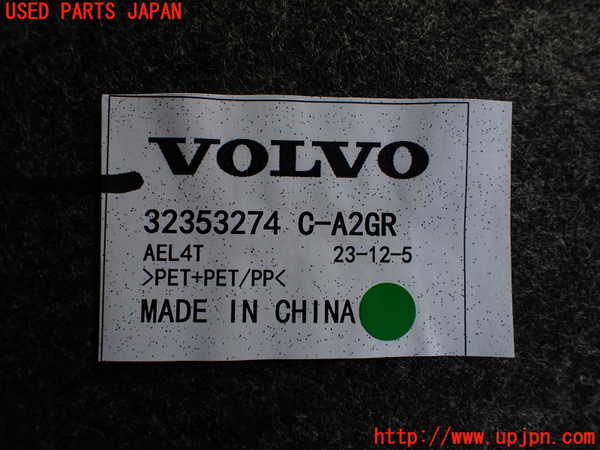 USED PARTS JAPAN
VOLVO
32353274 C-A2GR
AEL4T 23-12-5
>PET+PET/PP<
MADE IN CHINA
http://www.upjpn.com/